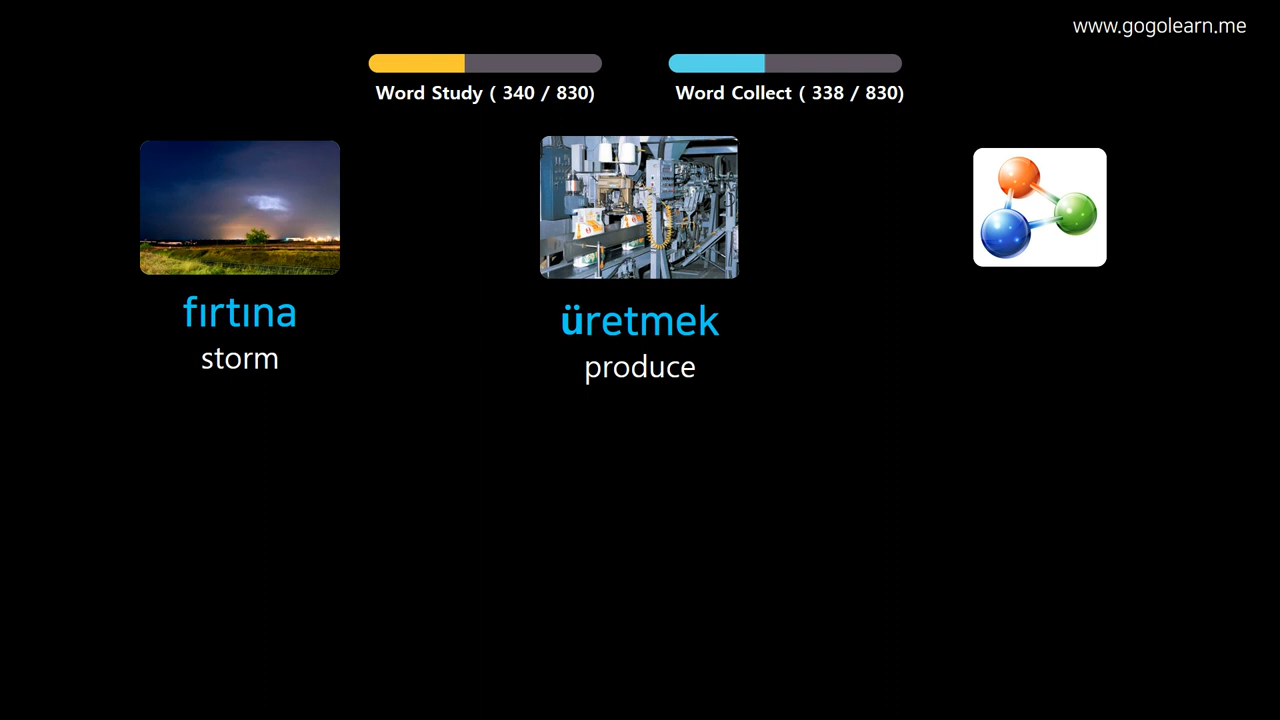 www.gogolearn.me
Word Study ( 340 / 830)
Word Collect ( 338 / 830)
fırtına
storm
üretmek
produce